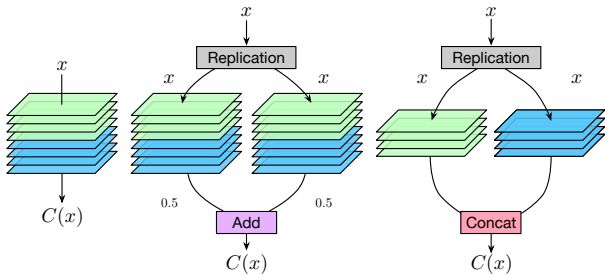 x
C(x)
x
Replication
x
x
0.5
0.5
Add
C(x)
x
Replication
x
x
Concat
C(x)